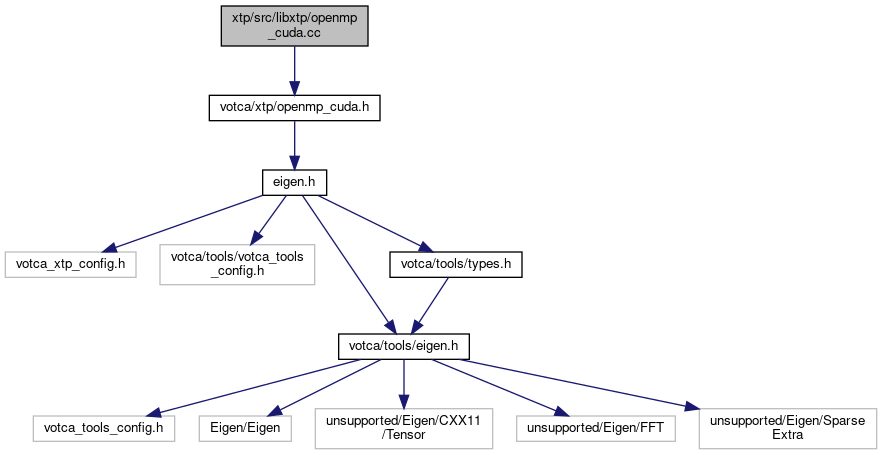 xtp/src/libxtp/openmp
_cuda.cc
votca/xtp/openmp_cuda.h
eigen.h
votca_xtp_config.h
votca/tools/votca_tools
_config.h
votca/tools/types.h
votca/tools/eigen.h
votca_tools_config.h
Eigen/Eigen
unsupported/Eigen/CXX11
/Tensor
unsupported/Eigen/FFT
unsupported/Eigen/Sparse
Extra